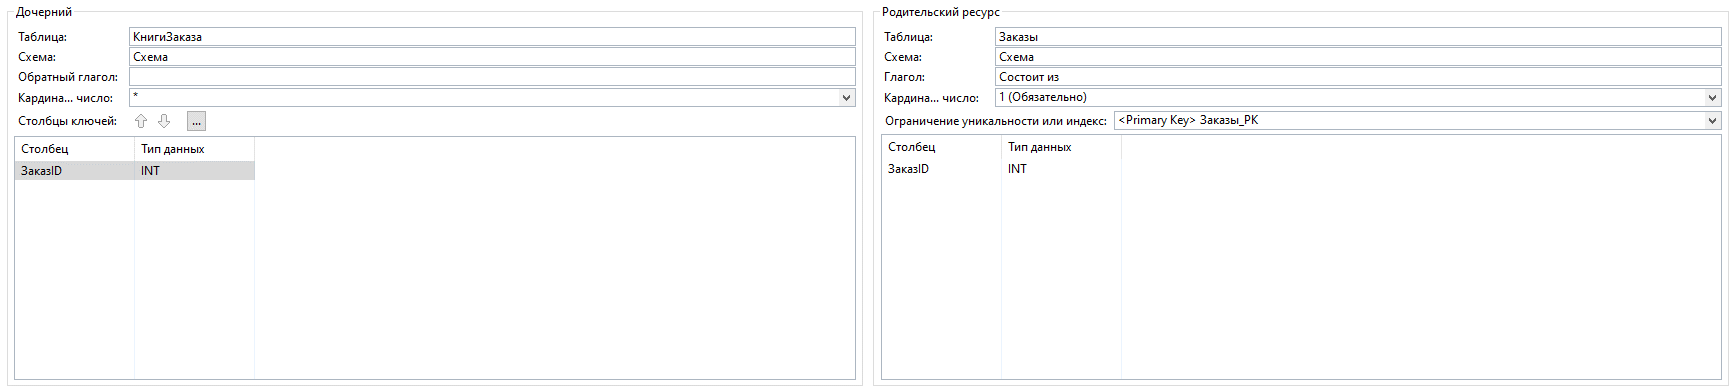 Дочерний
Таблица: КнигиЗаказа
Схема: Схема
Обратный глагол:
Кардина... число: *
Столбцы ключей: ...
Столбец Тип данных
ЗаказID INT
Родительский ресурс
Таблица: Заказы
Схема: Схема
Глагол: Состоит из
Кардина... число: 1 (Обязательно)
Ограничение уникальности или индекс: <Primary Key> Заказы_РК
Столбец Тип данных
ЗаказID INT